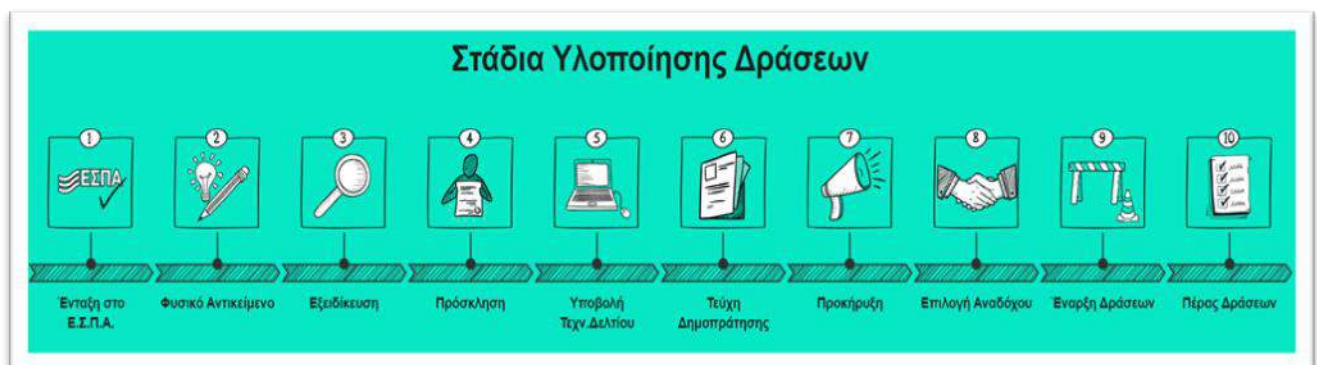 Στάδια Υλοποίησης Δράσεων
1 2 3 4 5 6 7 8 9 10
ΕΣΠΑ
Ένταξη στο
Ε.Σ.Π.Α.
Φυσικό Αντικείμενο
Εξειδίκευση
Πρόσκληση
Υποβολή
Τεχν.Δελτίου
Τεύχη
Δημοπράτησης
Προκήρυξη
Επιλογή Αναδόχου
Έναρξη Δράσεων
Πέρας Δράσεων